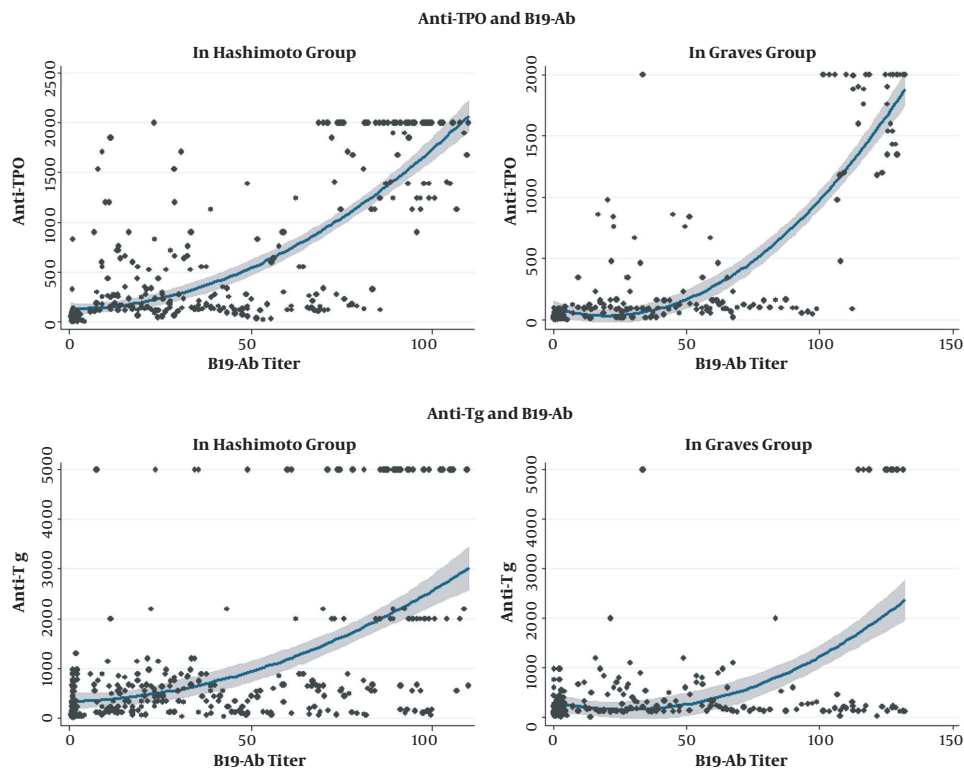 Anti-TPO and B19-Ab
In Hashimoto Group
In Graves Group
Anti-TPO
2500
2000
1500
1000
500
0
0
50
100
B19-Ab Titer
Anti-TPO
2000
1500
1000
500
0
0
50
100
150
B19-Ab Titer
Anti-Tg and B19-Ab
In Hashimoto Group
In Graves Group
Anti-T g
5000
4000
3000
2000
1000
0
0
50
100
B19-Ab Titer
Anti-T g
5000
4000
3000
2000
1000
0
0
50
100
150
B19-Ab Titer